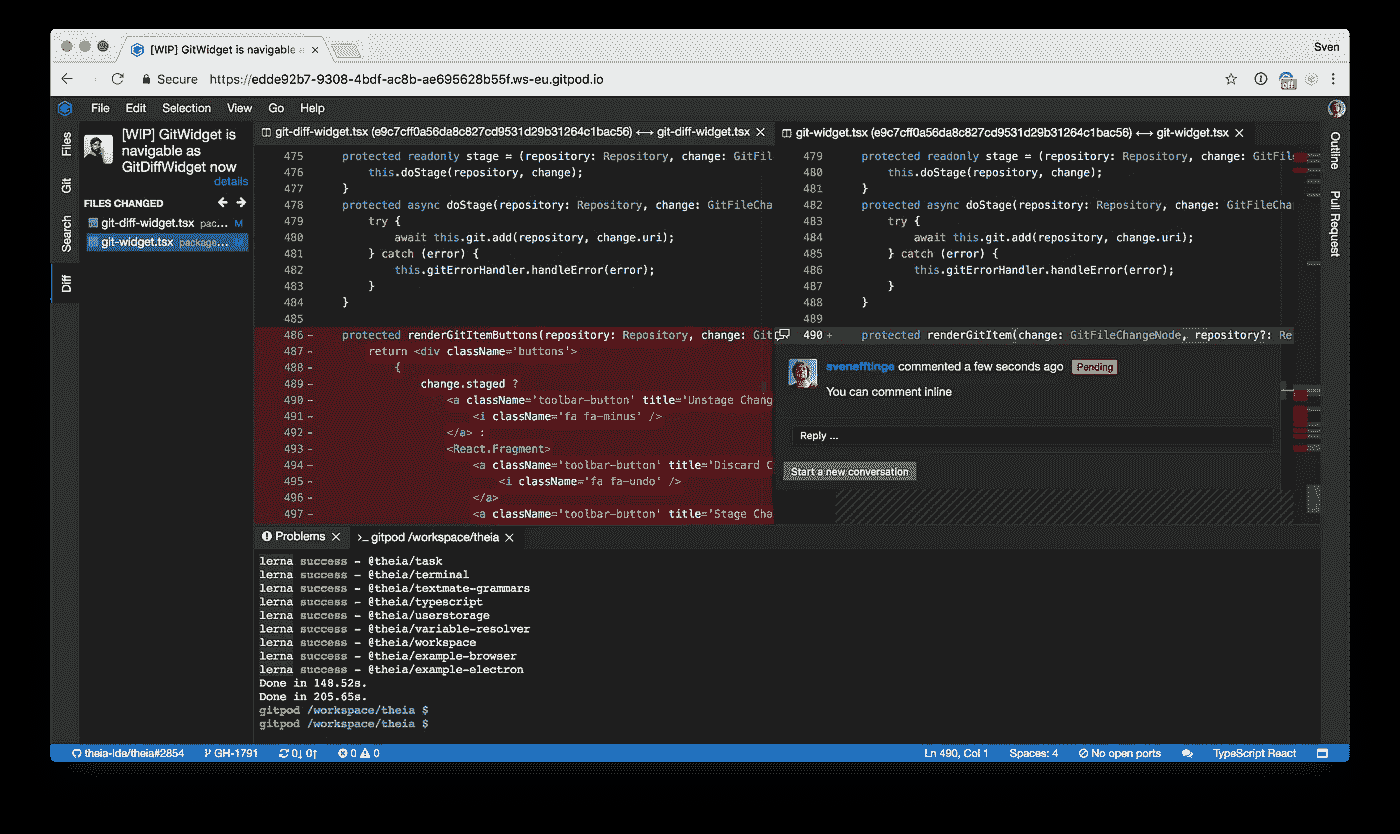 [WIP] GitWidget is navigable a
Sven
Secure https://edde92b7-9308-4bdf-ac8b-ae695628b55f.ws-eu.gitpod.io
File Edit Selection View Go Help
Files
Git
Search
Diff
[WIP] GitWidget is
navigable as
GitDiffWidget now
details
FILES CHANGED
git-diff-widget.tsx pac... M
git-widget.tsx package... M
git-diff-widget.tsx (e9c7cff0a56da8c827cd9531d29b31264c1bac56) ⟷ git-diff-widget.tsx
475 protected readonly stage = (repository: Repository, change: GitFil
476 this.doStage(repository, change);
477 }
478 protected async doStage(repository: Repository, change: GitFileCha
479 try {
480 await this.git.add(repository, change.uri);
481 } catch (error) {
482 this.gitErrorHandler.handleError(error);
483 }
484 }
485
486 - protected renderGitItemButtons(repository: Repository, change: Git
487 - return <div className='buttons'>
488 - {
489 - change.staged ?
490 - <a className='toolbar-button' title='Unstage Chang
491 - <i className='fa fa-minus' />
492 - </a> :
493 - <React.Fragment>
494 - <a className='toolbar-button' title='Discard C
495 - <i className='fa fa-undo' />
496 - </a>
497 - <a className='toolbar-button' title='Stage Cha
git-widget.tsx (e9c7cff0a56da8c827cd9531d29b31264c1bac56) ⟷ git-widget.tsx
479 protected readonly stage = (repository: Repository, change: GitFil
480 this.doStage(repository, change);
481 }
482 protected async doStage(repository: Repository, change: GitFileCha
483 try {
484 await this.git.add(repository, change.uri);
485 } catch (error) {
486 this.gitErrorHandler.handleError(error);
487 }
488 }
489
490 + protected renderGitItem(change: GitFileChangeNode, repository?: Re
svenefftinge commented a few seconds ago Pending
You can comment inline
Reply ...
Start a new conversation
Outline
Pull Request
Problems
>_ gitpod /workspace/theia
lerna success - @theia/task
lerna success - @theia/terminal
lerna success - @theia/textmate-grammars
lerna success - @theia/typescript
lerna success - @theia/userstorage
lerna success - @theia/variable-resolver
lerna success - @theia/workspace
lerna success - @theia/example-browser
lerna success - @theia/example-electron
Done in 148.52s.
Done in 205.65s.
gitpod /workspace/theia $
gitpod /workspace/theia $
theia-ide/theia#2854 GH-1791 0↓ 0↑ 0 0 Ln 490, Col 1 Spaces: 4 No open ports TypeScript React